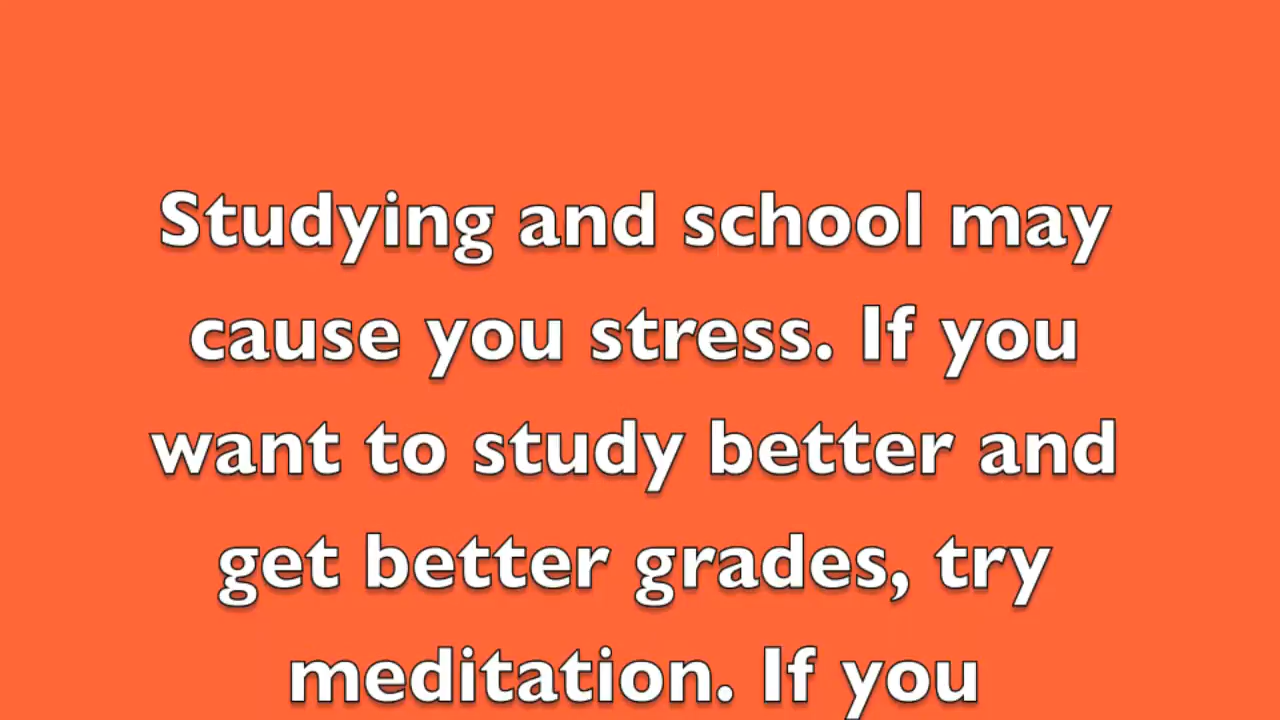 Studying and school may
cause you stress. If you
want to study better and
get better grades, try
meditation. If you